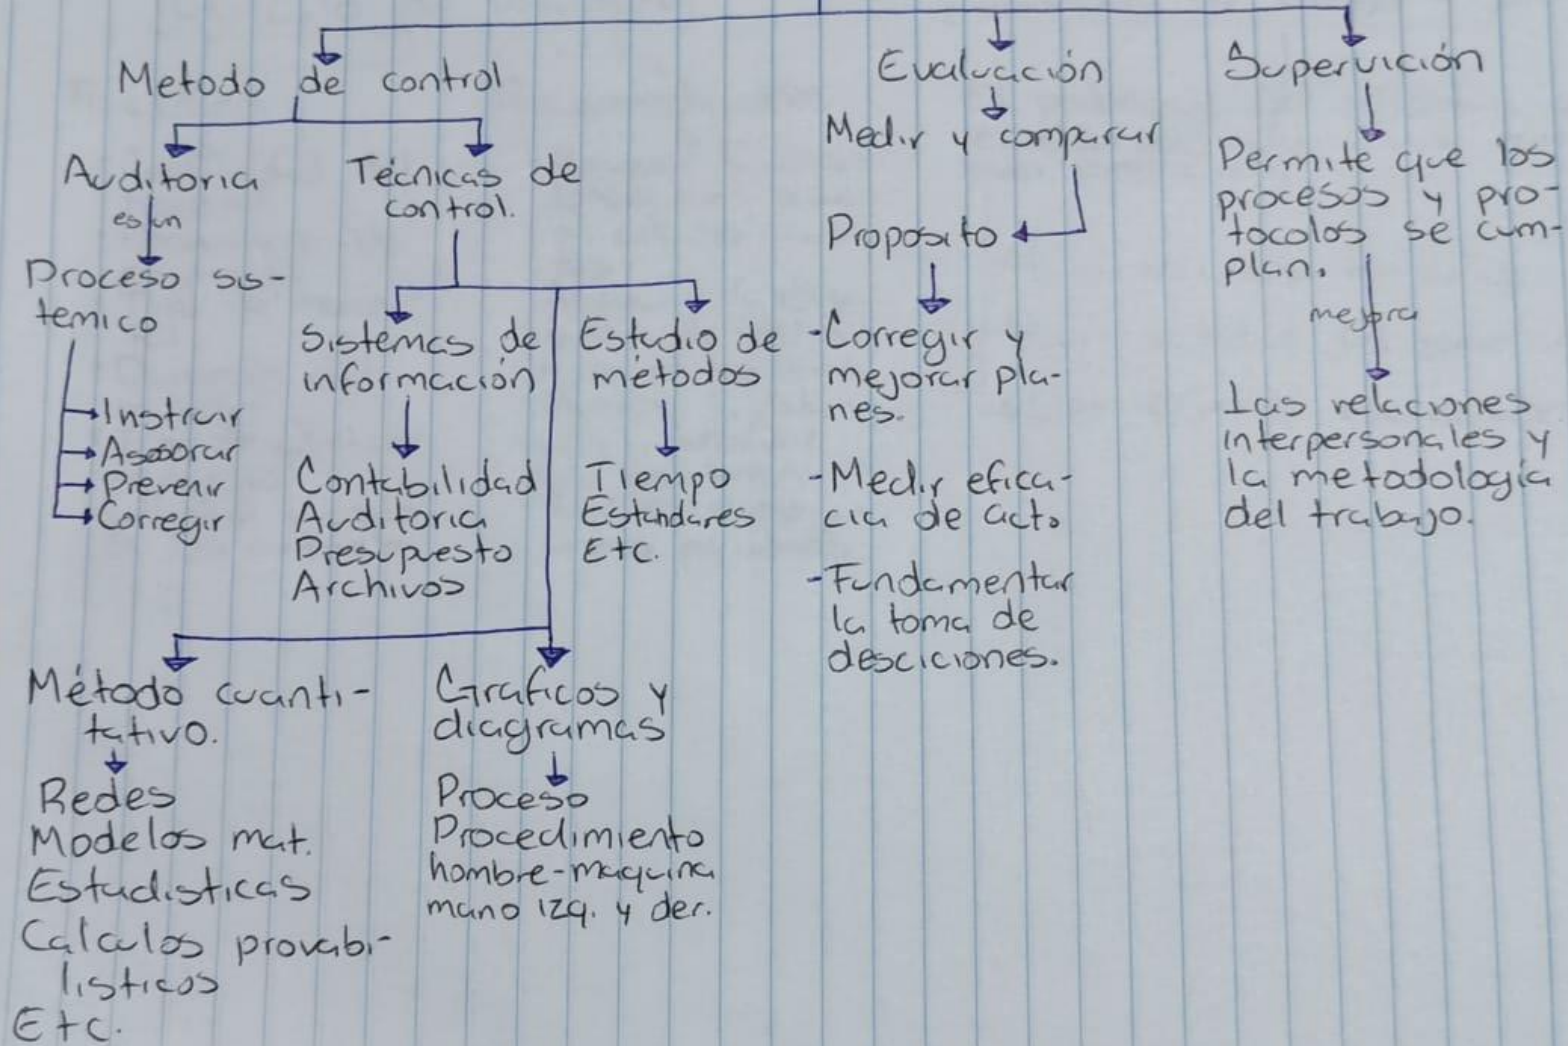 Metodo de control
Auditoria
es un
Proceso sis-
temico
Instruir
Asesorar
Prevenir
Corregir
Técnicas de
control.
Sistemas de
información
Contabilidad
Auditoria
Presupuesto
Archivos
Estudio de
métodos
Tiempo
Estandares
Etc.
Método cuanti-
tativo.
Redes
Modelos mat.
Estadisticas
Calculos provabi-
listicos
Etc.
Graficos y
diagramas
Proceso
Procedimiento
hombre-maquina
mano izq. y der.
Evaluación
Medir y comparar
Proposito
-Corregir y
mejorar pla-
nes.
-Medir efica-
cia de act.
-Fundamentar
la toma de
desciciones.
Supervición
Permite que los
procesos y pro-
tocolos se cum-
plan.
mejora
Las relaciones
interpersonales y
la metodología
del trabajo.